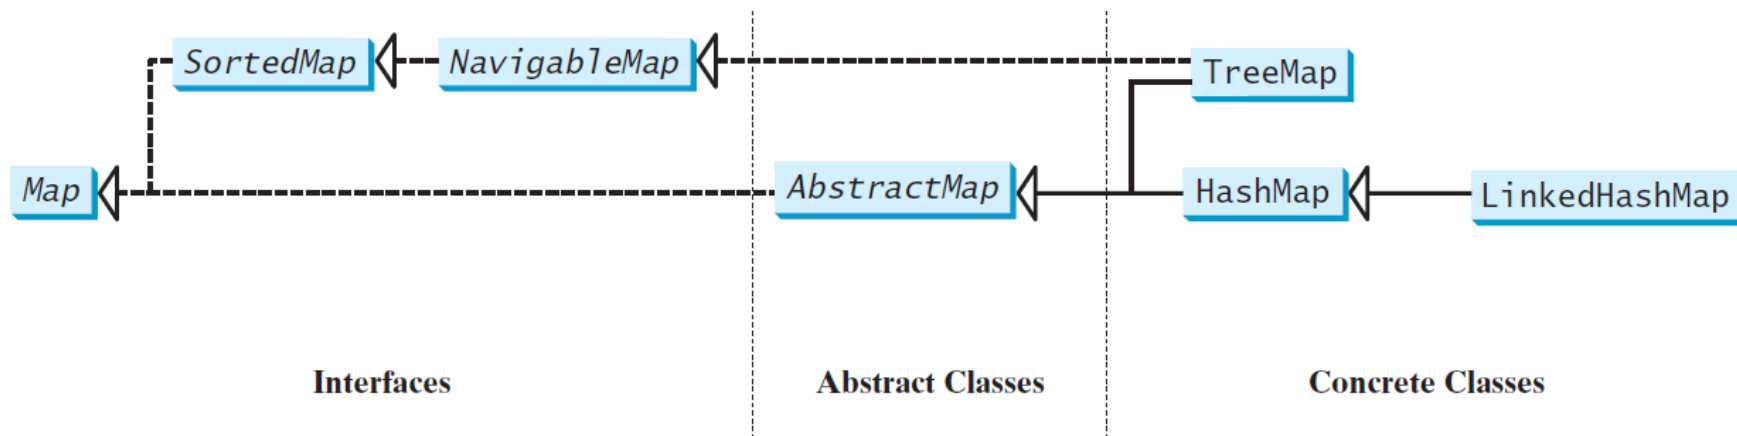 SortedMap
NavigableMap
TreeMap
Map
AbstractMap
HashMap
LinkedHashMap
Interfaces
Abstract Classes
Concrete Classes